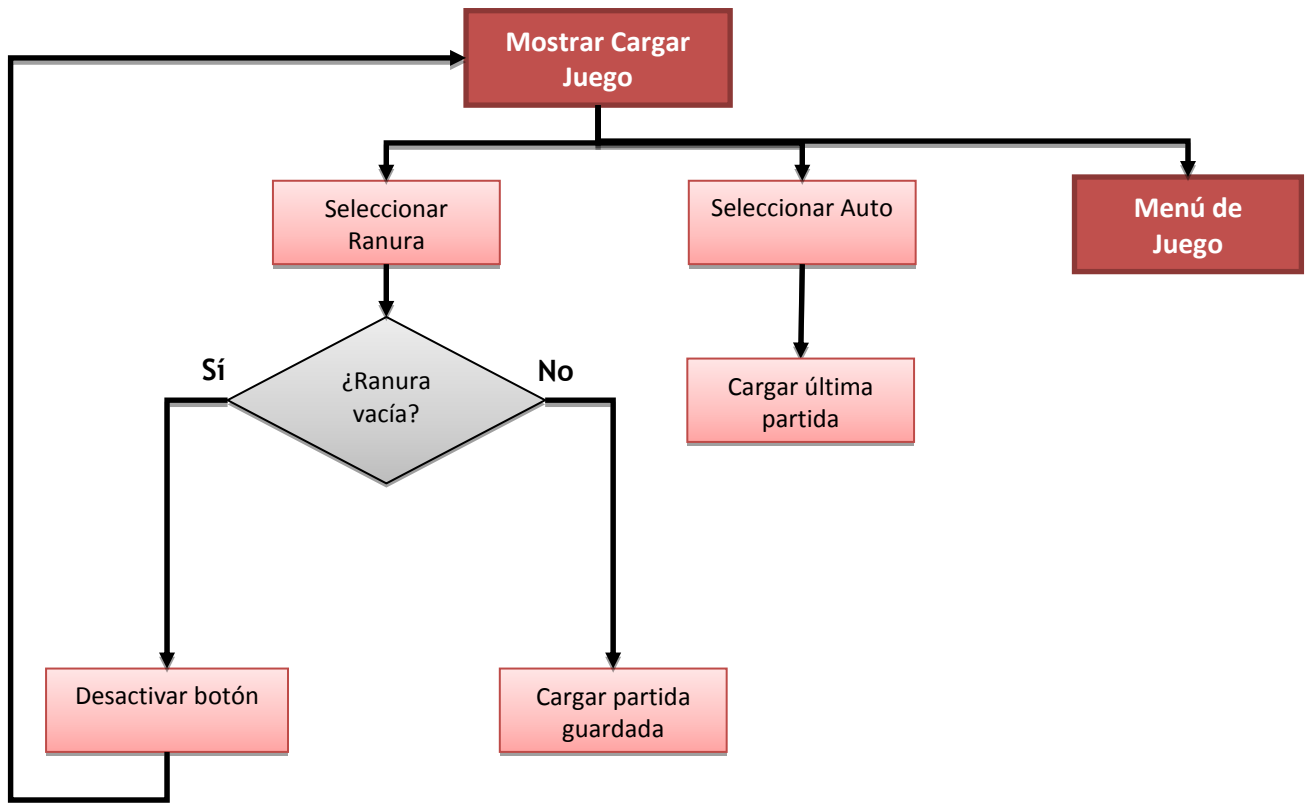 Mostrar Cargar
Juego
Seleccionar
Ranura
Seleccionar Auto
Menú de
Juego
Sí
¿Ranura
vacía?
No
Cargar última
partida
Desactivar botón
Cargar partida
guardada